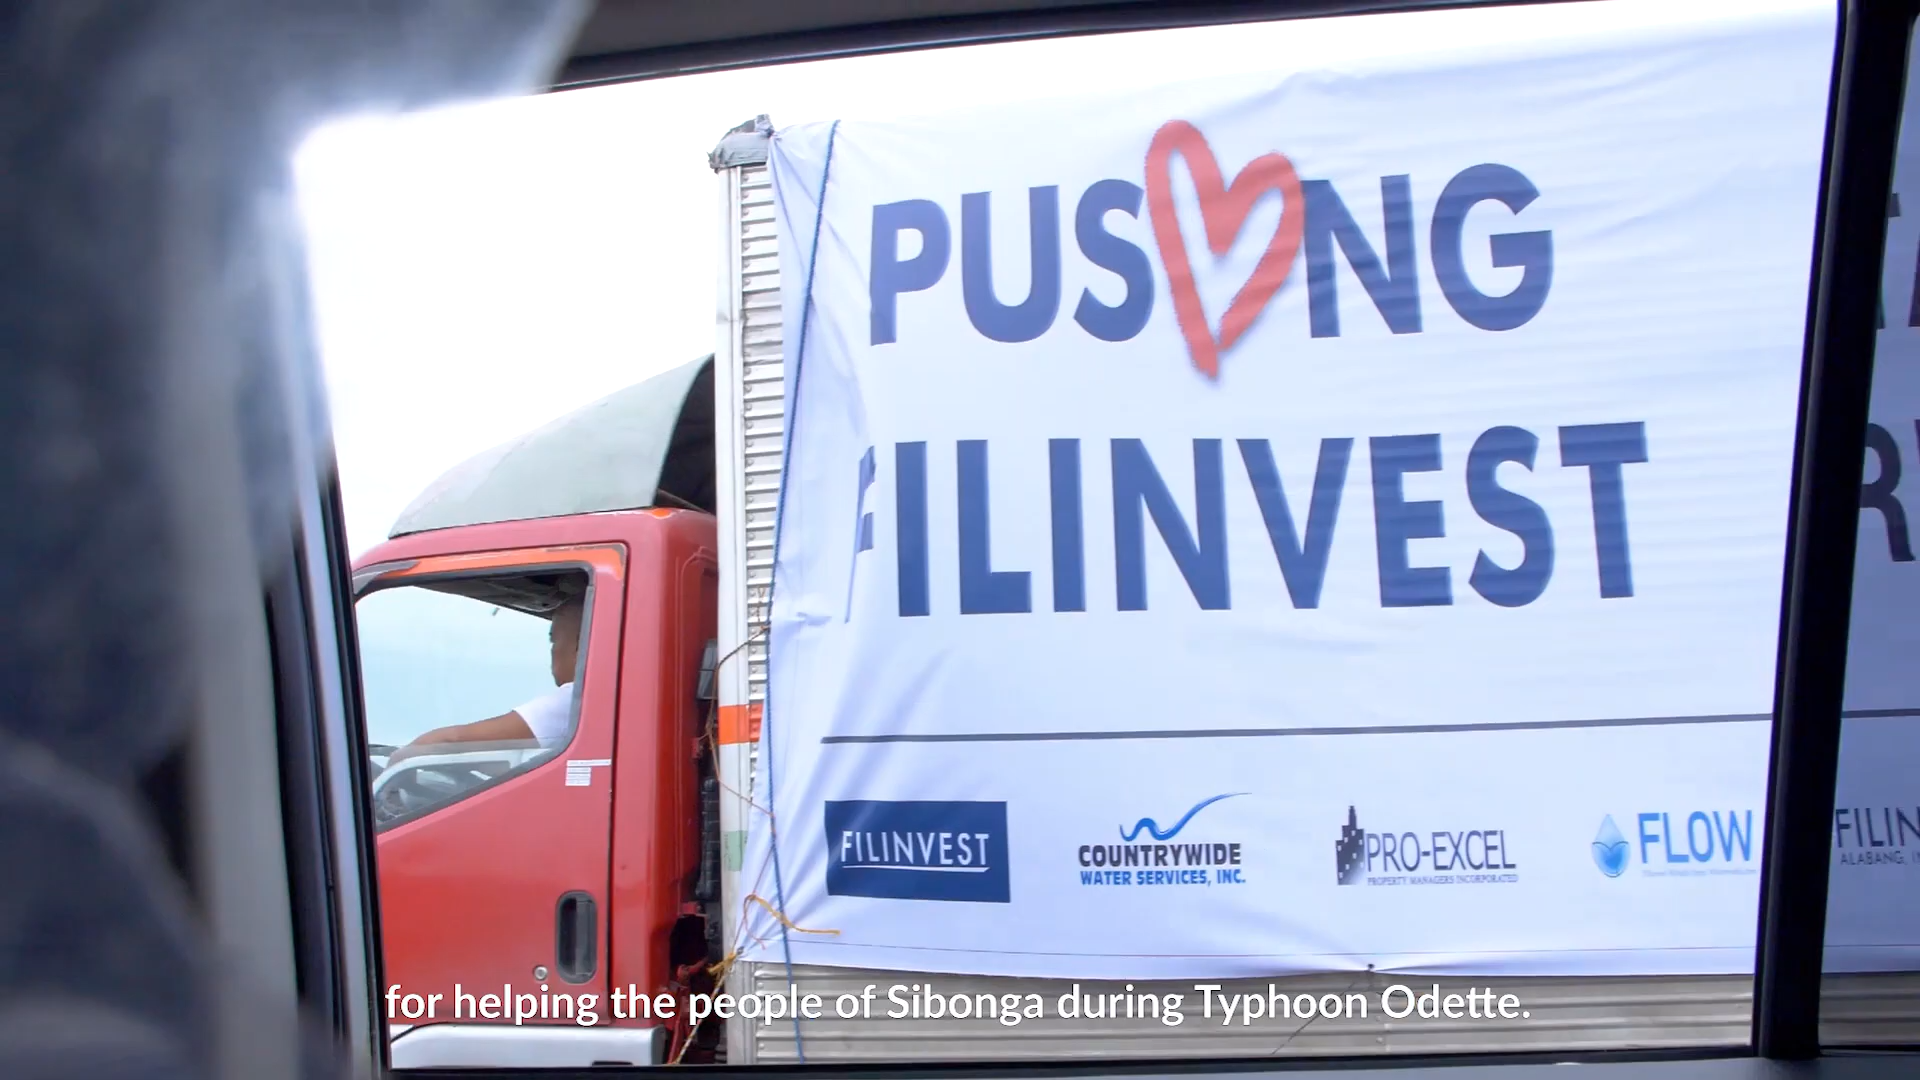 PUSONG
FILINVEST
FILINVEST
COUNTRYWIDE
WATER SERVICES, INC.
PRO-EXCEL
PROPERTY MANAGERS INCORPORATED
FLOW
ALABANG,
for helping the people of Sibonga during Typhoon Odette.